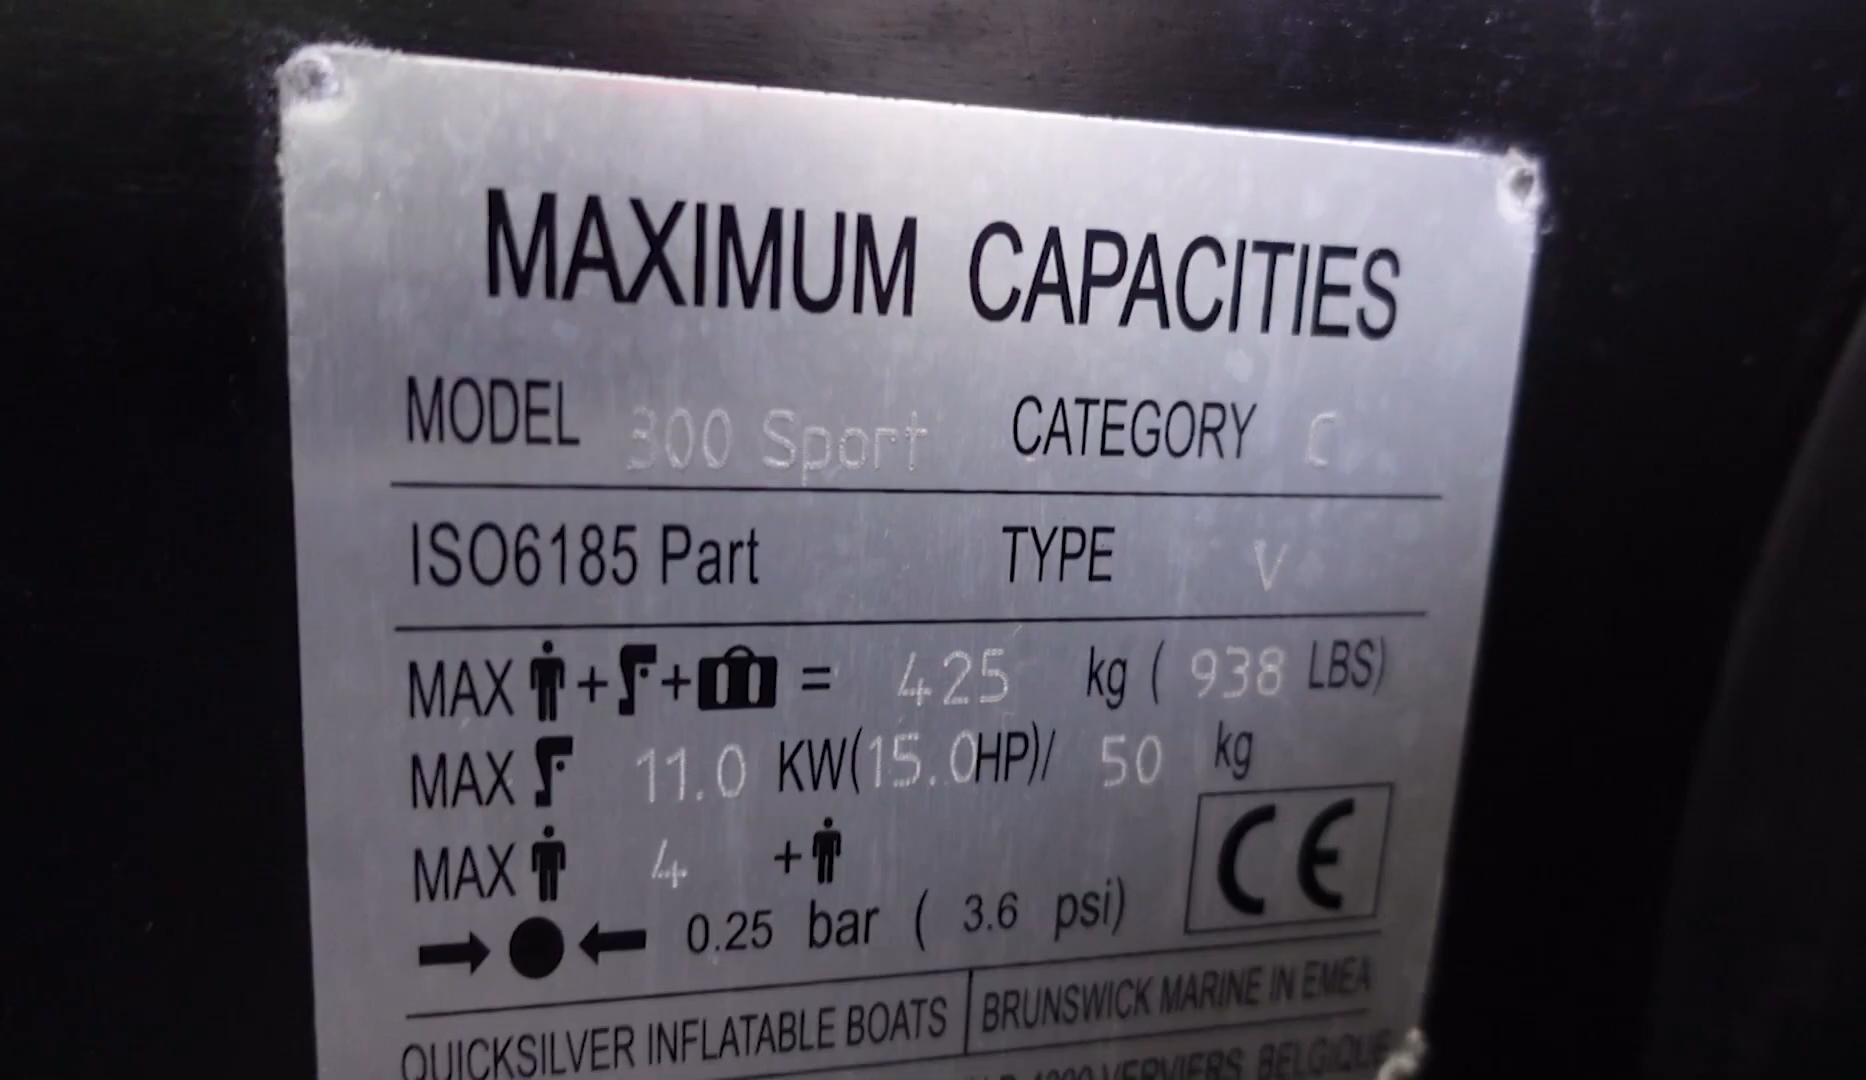 MAXIMUM CAPACITIES
MODEL 300 Sport CATEGORY C
ISO6185 Part TYPE V
MAX + + = 425 kg ( 938 LBS)
MAX 11.0 KW(15.0HP)/ 50 kg
MAX 4 +
0.25 bar ( 3.6 psi)
CE
QUICKSILVER INFLATABLE BOATS BRUNSWICK MARINE IN EMEA
VERVIERS BELGIQUE